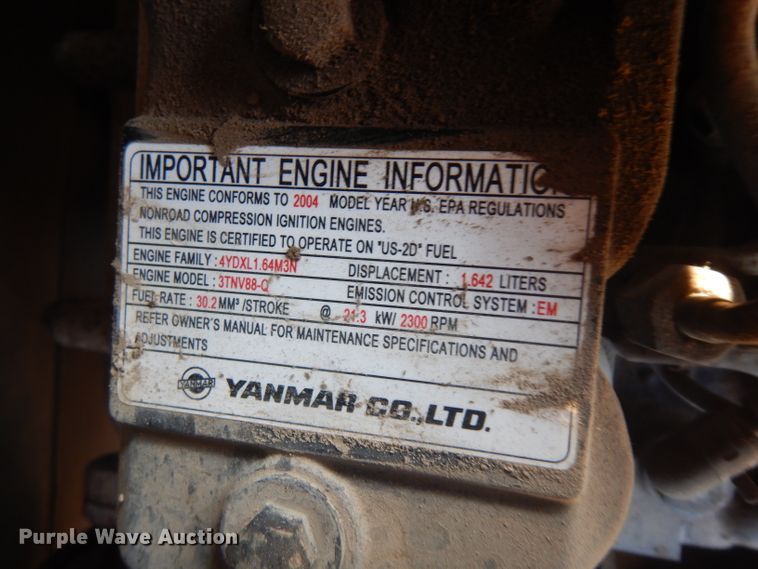 IMPORTANT ENGINE INFORMATIO
THIS ENGINE CONFORMS TO 2004 MODEL YEAR U.S. EPA REGULATIONS
NONROAD COMPRESSION IGNITION ENGINES.
THIS ENGINE IS CERTIFIED TO OPERATE ON "US-2D" FUEL
ENGINE FAMILY : 4YDXL1.64M3N DISPLACEMENT : 1.642 LITERS
ENGINE MODEL : 3TNV88-Q EMISSION CONTROL SYSTEM : EM
FUEL RATE : 30.2 MM³ /STROKE @ 21.3 kW/ 2300 RPM
REFER OWNER'S MANUAL FOR MAINTENANCE SPECIFICATIONS AND
ADJUSTMENTS
YANMAR YANMAR CO.,LTD.
Purple Wave Auction